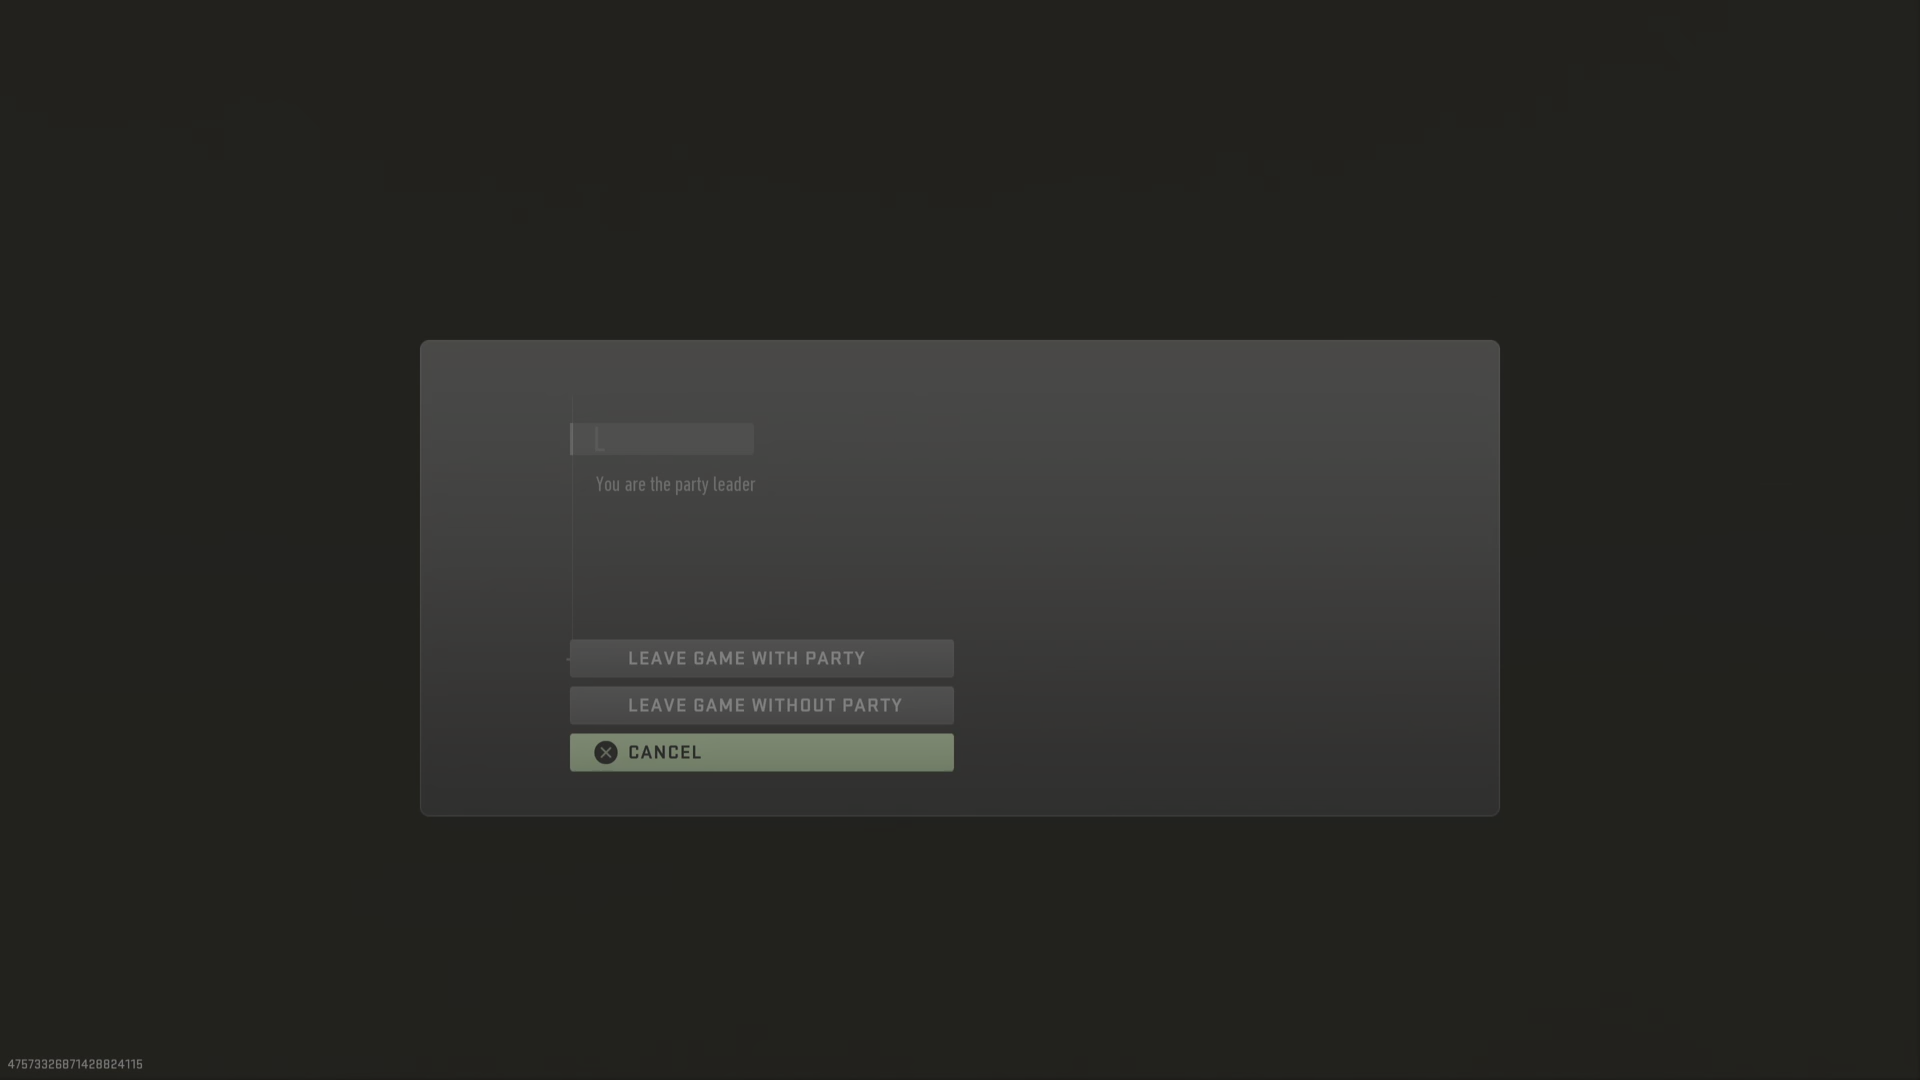 L
You are the party leader
LEAVE GAME WITH PARTY
LEAVE GAME WITHOUT PARTY
CANCEL
47573326871428824115